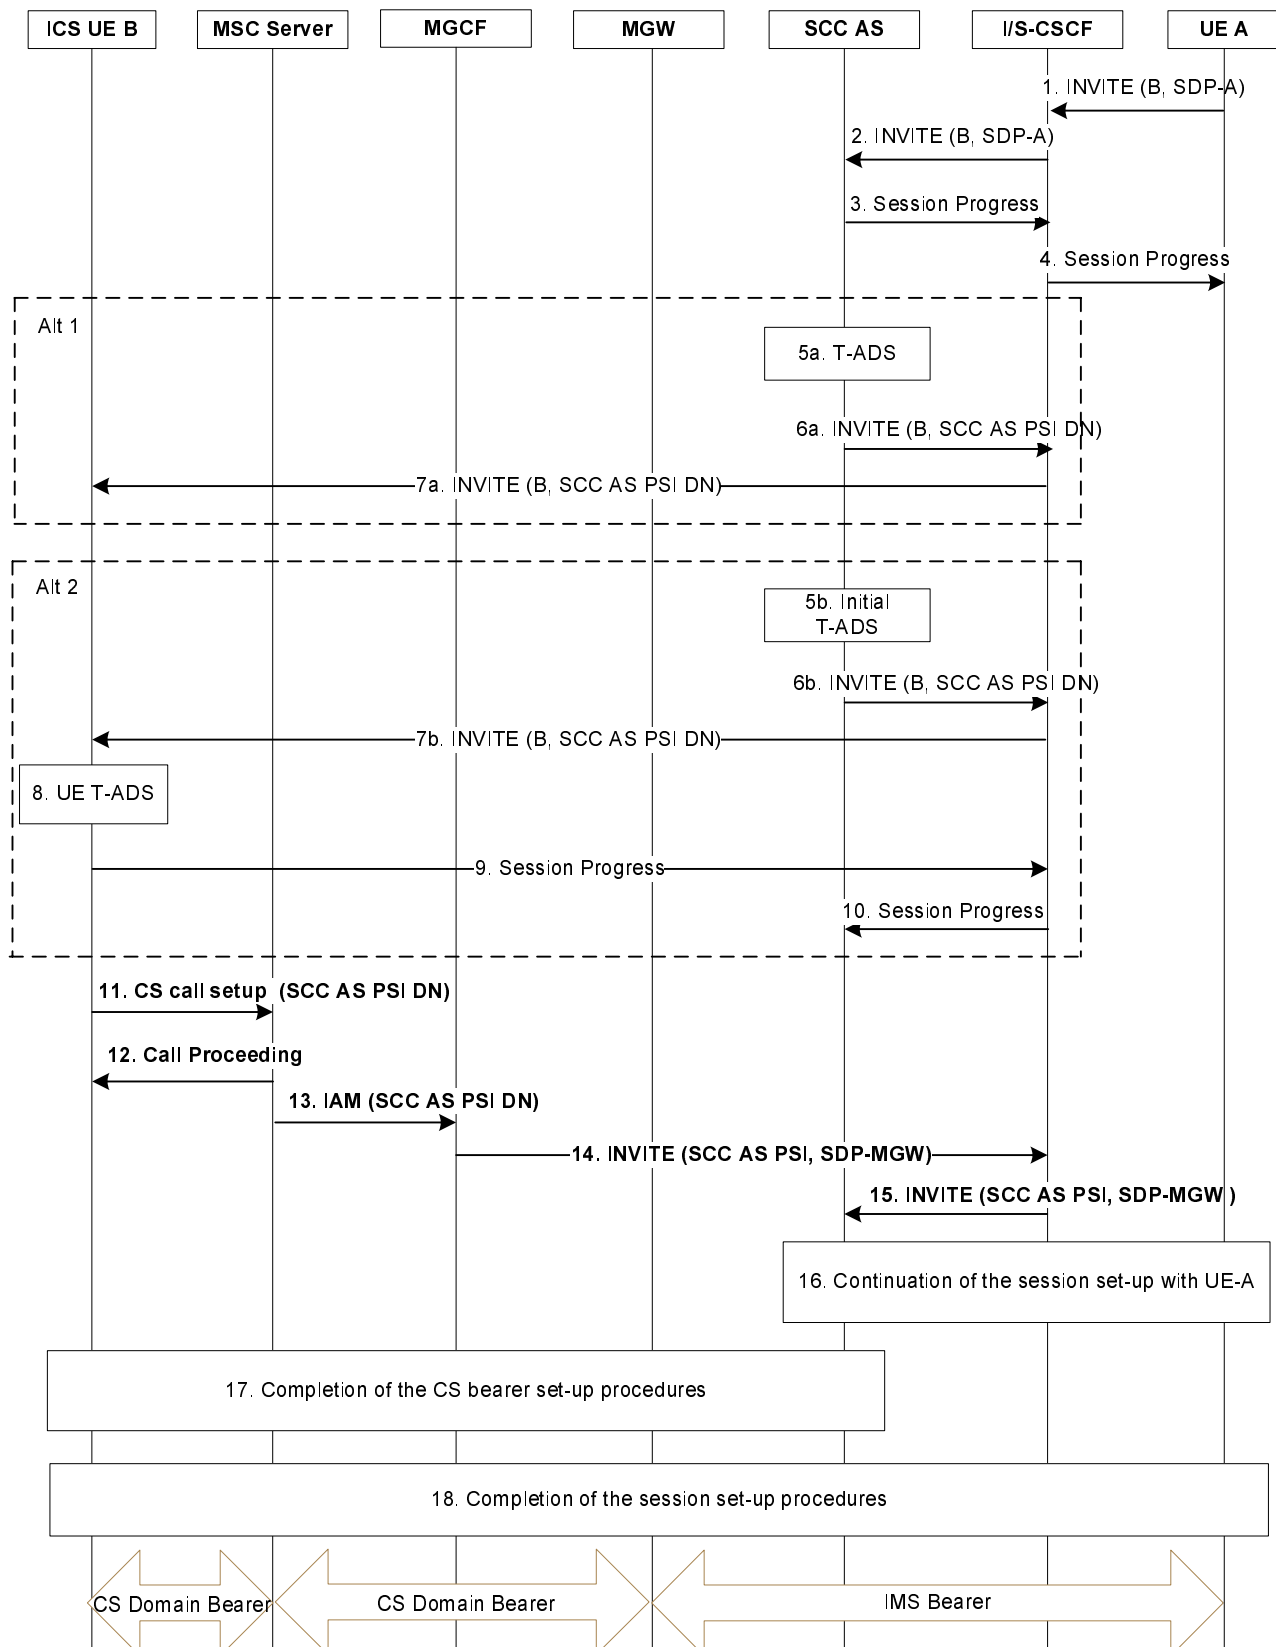 ICS UE B
MSC Server
MGCF
MGW
SCC AS
I/S-CSCF
UE A
1. INVITE (B, SDP-A)
2. INVITE (B, SDP-A)
3. Session Progress
4. Session Progress
Alt 1
5a. T-ADS
6a. INVITE (B, SCC AS PSI DN)
7a. INVITE (B, SCC AS PSI DN)
Alt 2
5b. Initial
T-ADS
6b. INVITE (B, SCC AS PSI DN)
7b. INVITE (B, SCC AS PSI DN)
8. UE T-ADS
9. Session Progress
10. Session Progress
11. CS call setup (SCC AS PSI DN)
12. Call Proceeding
13. IAM (SCC AS PSI DN)
14. INVITE (SCC AS PSI, SDP-MGW)
15. INVITE (SCC AS PSI, SDP-MGW )
16. Continuation of the session set-up with UE-A
17. Completion of the CS bearer set-up procedures
18. Completion of the session set-up procedures
CS Domain Bearer
CS Domain Bearer
IMS Bearer